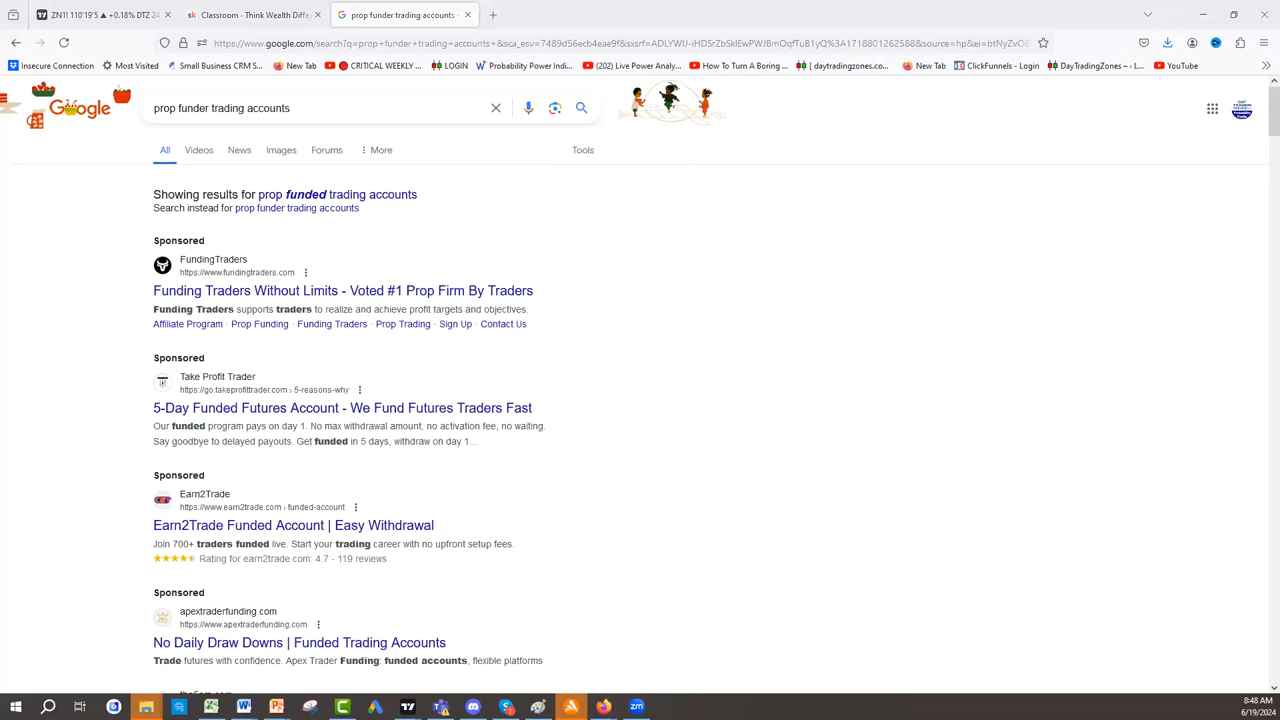 ZN1! 110'19'5 ▲ +0.18% DTZ 24
Classroom · Think Wealth Diffe
prop funder trading accounts -
https://www.google.com/search?q=prop+funder+trading+accounts+&sca_esv=
Insecure Connection
Most Visited
Small Business CRM S...
New Tab
CRITICAL WEEKLY ...
LOGIN
Probability Power Indi...
(202) Live Power Analy...
How To Turn A Boring...
[ daytradingzones.co...
New Tab
ClickFunnels - Login
DayTradingZones – ‹ L...
YouTube
Google
prop funder trading accounts
All
Videos
News
Images
Forums
More
Tools
Showing results for prop funded trading accounts
Search instead for prop funder trading accounts
Sponsored
FundingTraders
https://www.fundingtraders.com
Funding Traders Without Limits - Voted #1 Prop Firm By Traders
Funding Traders supports traders to realize and achieve profit targets and objectives.
Affiliate Program · Prop Funding · Funding Traders · Prop Trading · Sign Up · Contact Us
Sponsored
Take Profit Trader
https://go.takeprofittrader.com › 5-reasons-why
5-Day Funded Futures Account - We Fund Futures Traders Fast
Our funded program pays on day 1. No max withdrawal amount, no activation fee, no waiting.
Say goodbye to delayed payouts. Get funded in 5 days, withdraw on day 1...
Sponsored
Earn2Trade
https://www.earn2trade.com › funded-account
Earn2Trade Funded Account | Easy Withdrawal
Join 700+ traders funded live. Start your trading career with no upfront setup fees.
Rating for earn2trade.com: 4.7 - 119 reviews
Sponsored
apextraderfunding.com
https://www.apextraderfunding.com
No Daily Draw Downs | Funded Trading Accounts
Trade futures with confidence. Apex Trader Funding: funded accounts, flexible platforms
8:48 AM
6/19/2024